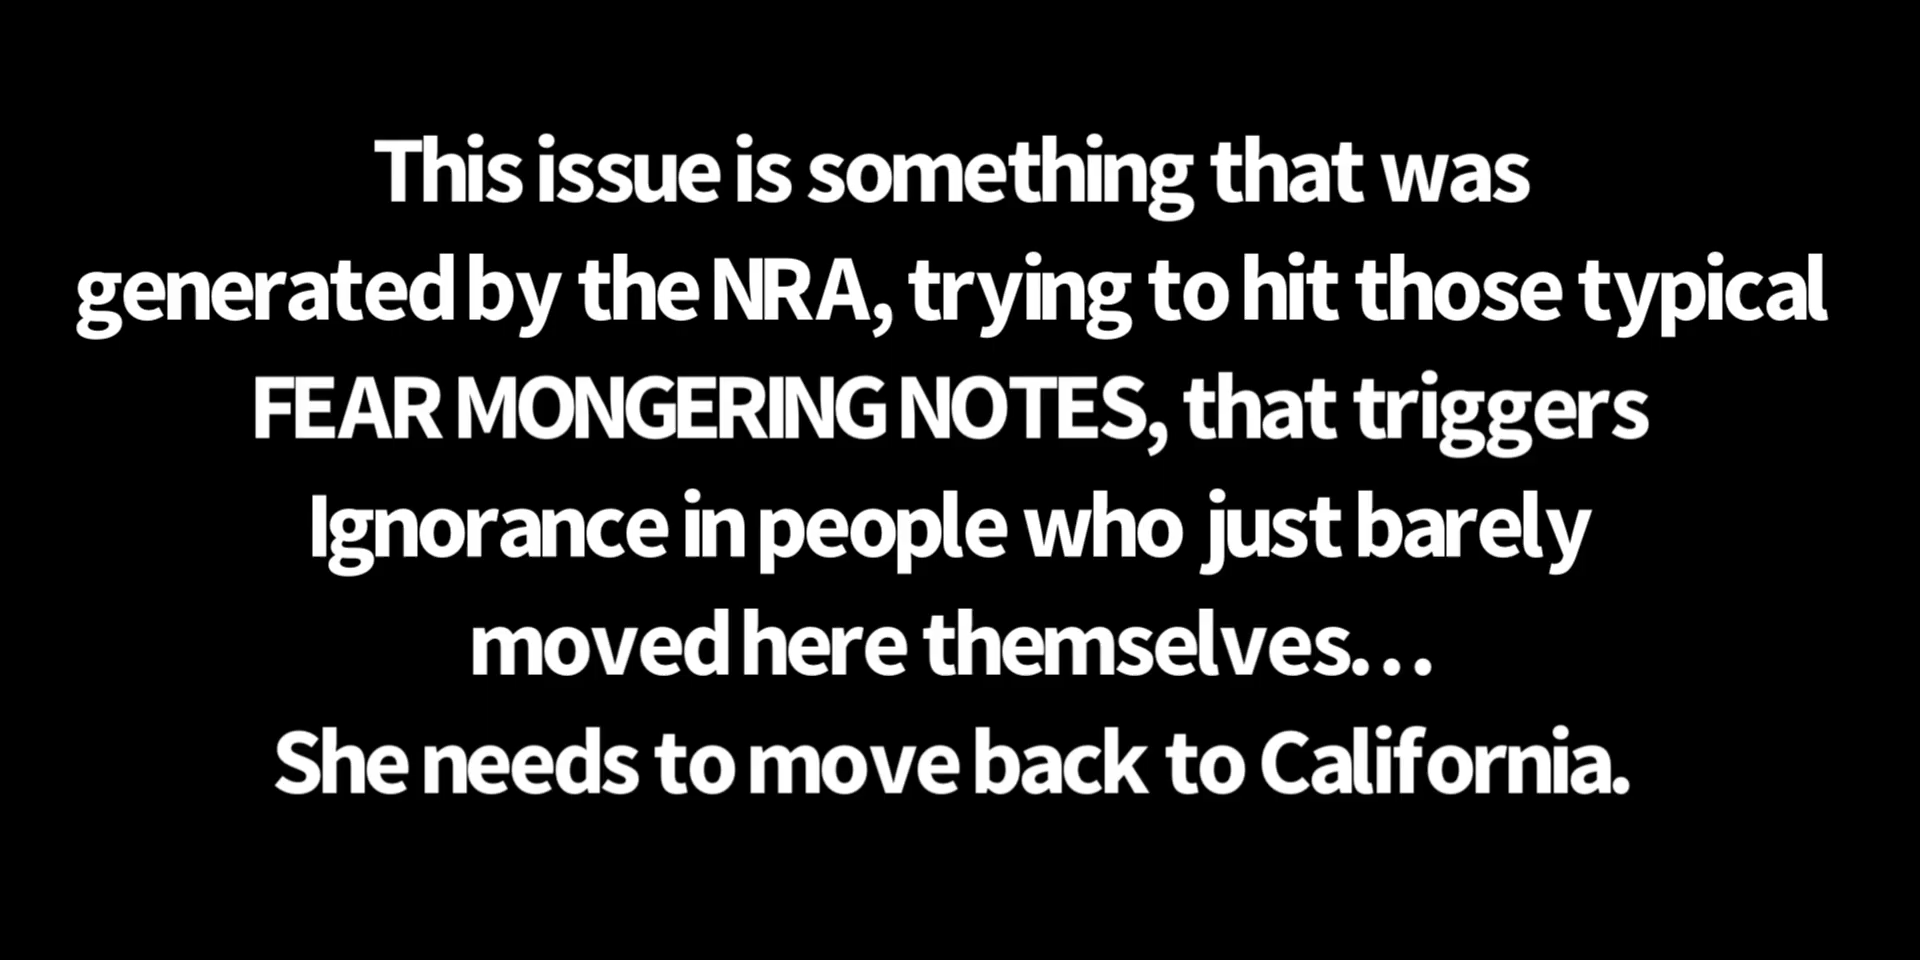 This issue is something that was
generated by the NRA, trying to hit those typical
FEAR MONGERING NOTES, that triggers
Ignorance in people who just barely
moved here themselves...
She needs to move back to California.